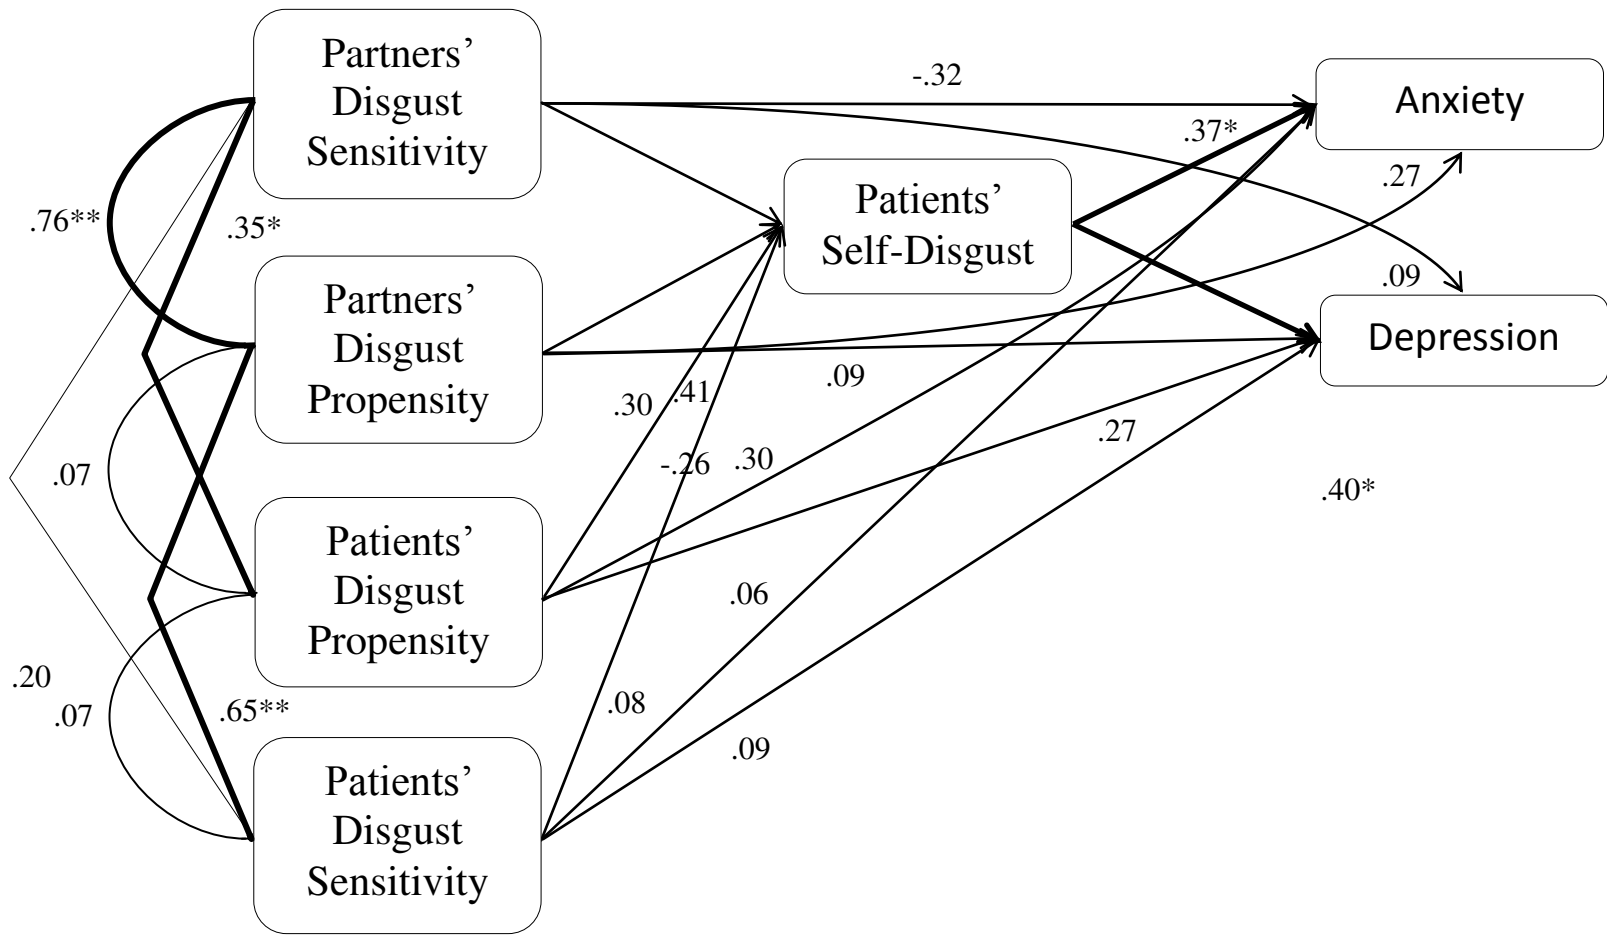 Partners’
Disgust
Sensitivity
-.32
Anxiety
.37*
.27
Patients’
Self-Disgust
.76**
.35*
.09
Partners’
Disgust
Propensity
Depression
.09
.30
.41
.27
-.26
.30
.07
.40*
Patients’
Disgust
Propensity
.06
.20
.07
.65**
.08
.09
Patients’
Disgust
Sensitivity